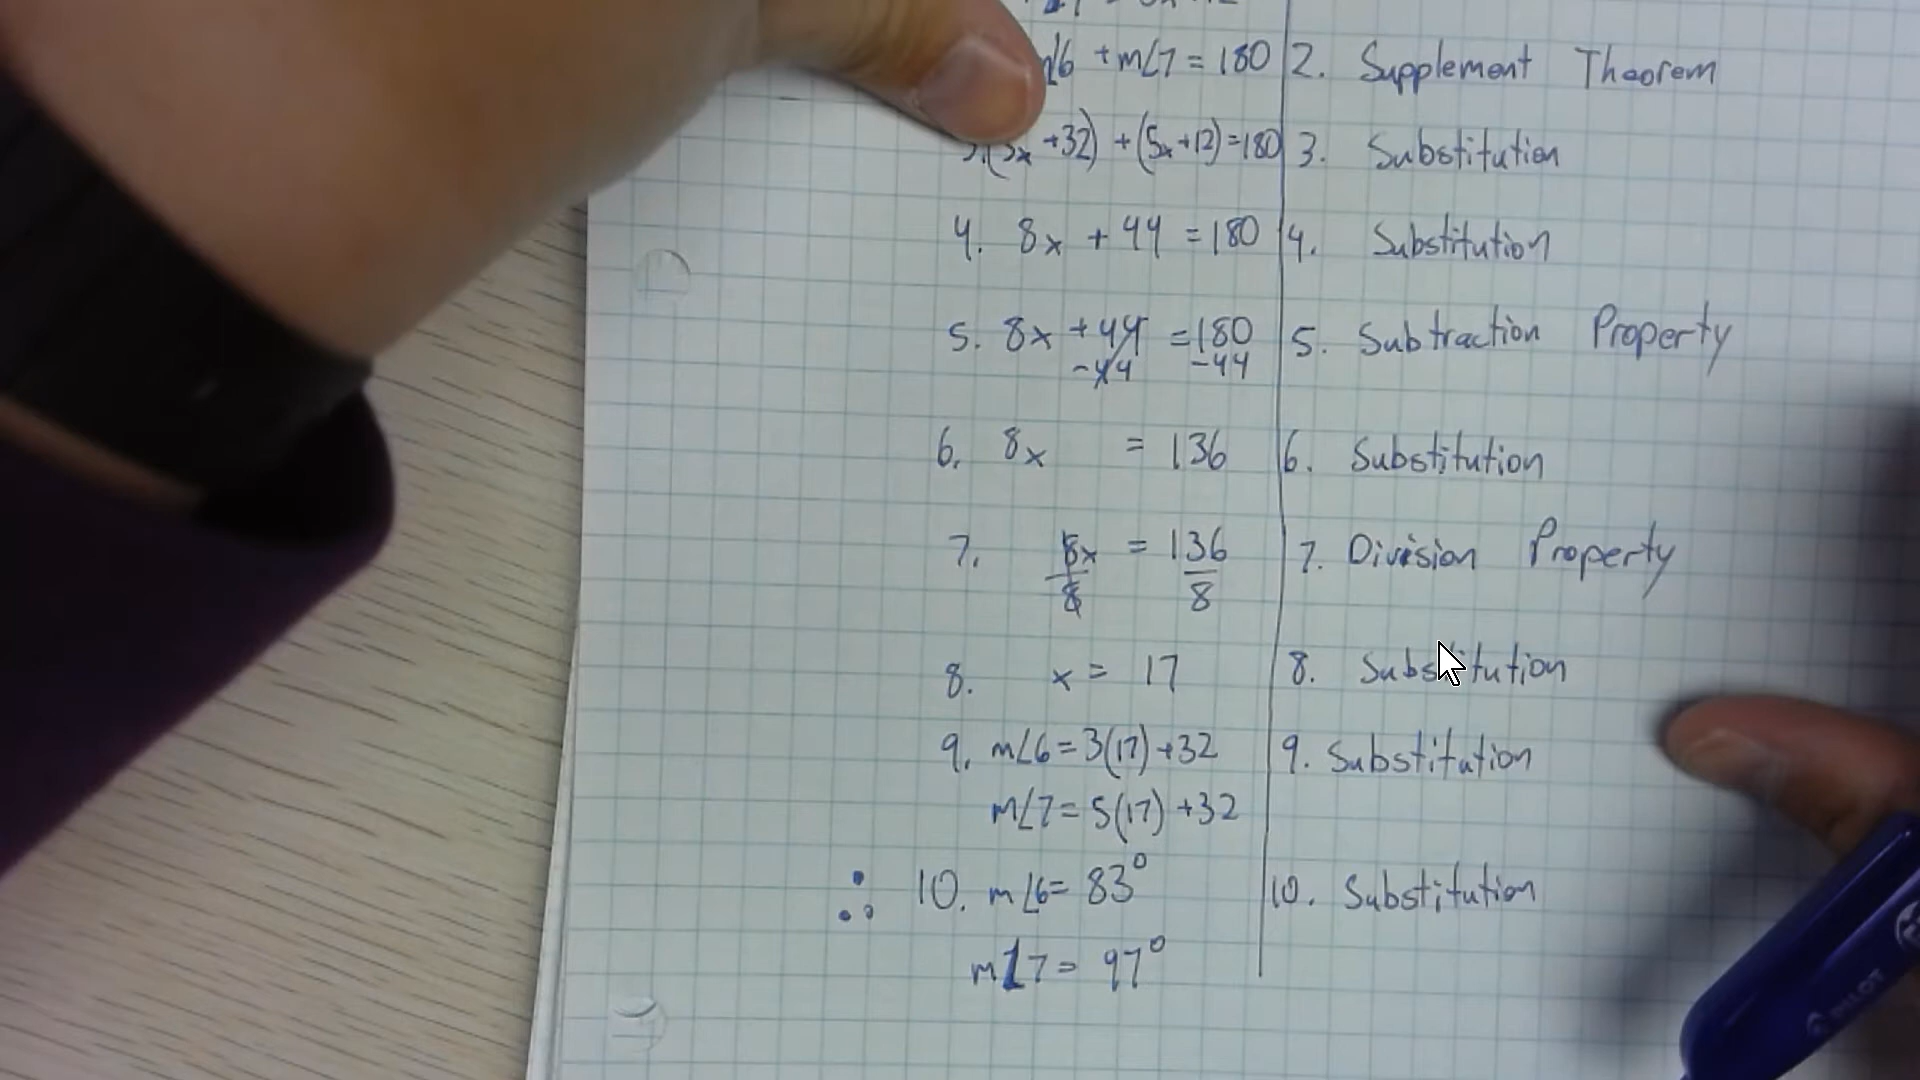 ∠6 + m∠7 = 180 2. Supplement Theorem
(3x +32) + (5x+12)=180 3. Substitution
4. 8x + 44 = 180 4. Substitution
5. 8x + 44 = 180 5. Subtraction Property
-44 -44
6. 8x = 136 6. Substitution
7. 8x = 136 7. Division Property
8 8
8. x = 17 8. Substitution
9. m∠6 = 3(17) +32 9. Substitution
m∠7 = 5(17) +32
∴ 10. m∠6 = 83° 10. Substitution
m∠7 = 97°
PILOT